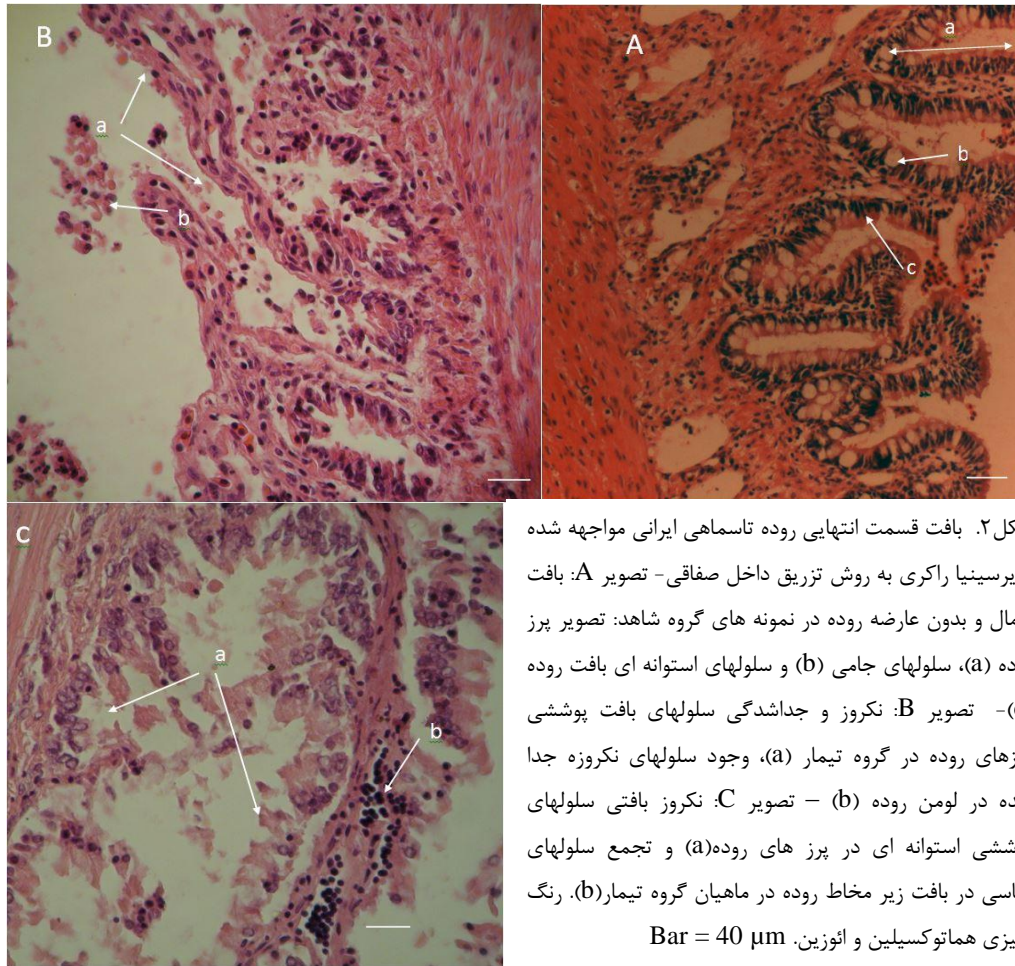 B
a
b
A
a
b
c
C
a
b
کل۲. بافت قسمت انتهایی روده تاسماهی ایرانی مواجهه شده
یرسینیا راکری به روش تزریق داخل صفاقی- تصویر A: بافت
مال و بدون عارضه روده در نمونه های گروه شاهد: تصویر پرز
ده (a)، سلولهای جامی (b) و سلولهای استوانه ای بافت روده
)- تصویر B: نکروز و جداشدگی سلولهای بافت پوششی
زهای روده در گروه تیمار (a)، وجود سلولهای نکروزه جدا
ده در لومن روده (b) – تصویر C: نکروز بافتی سلولهای
ششی استوانه ای در پرز های روده(a) و تجمع سلولهای
اسی در بافت زیر مخاط روده در ماهیان گروه تیمار(b). رنگ
یزی هماتوکسیلین و ائوزین. Bar = 40 µm